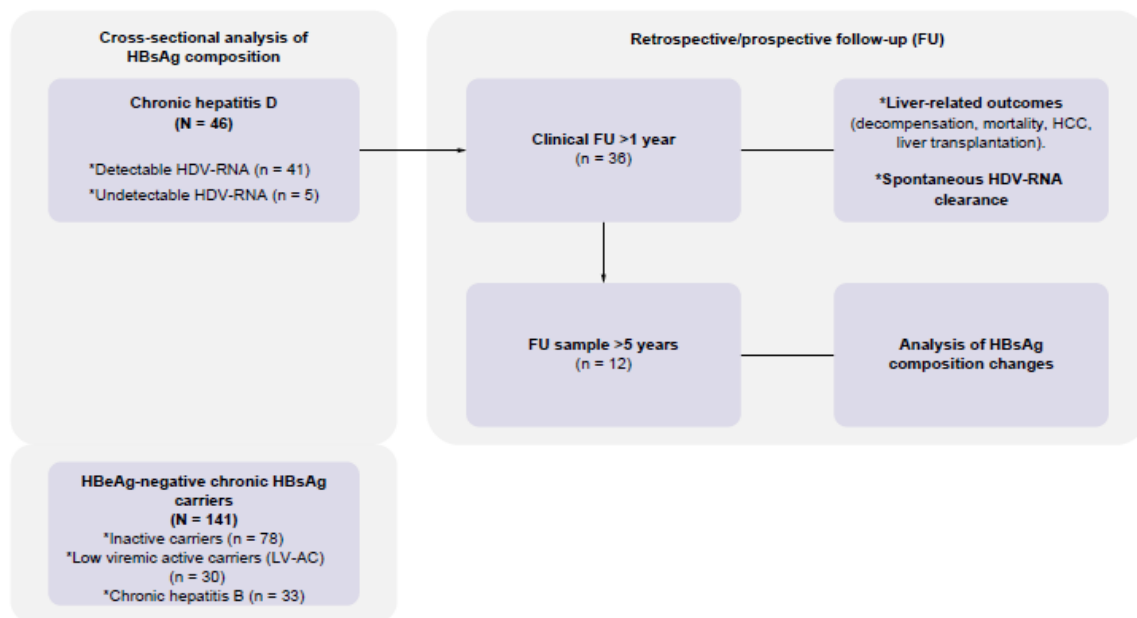 Cross-sectional analysis of
HBsAg composition
Chronic hepatitis D
(N = 46)
*Detectable HDV-RNA (n = 41)
*Undetectable HDV-RNA (n = 5)
Retrospective/prospective follow-up (FU)
Clinical FU >1 year
(n = 36)
*Liver-related outcomes
(decompensation, mortality, HCC,
liver transplantation).
*Spontaneous HDV-RNA
clearance
FU sample >5 years
(n = 12)
Analysis of HBsAg
composition changes
HBeAg-negative chronic HBsAg
carriers
(N = 141)
*Inactive carriers (n = 78)
*Low viremic active carriers (LV-AC)
(n = 30)
*Chronic hepatitis B (n = 33)